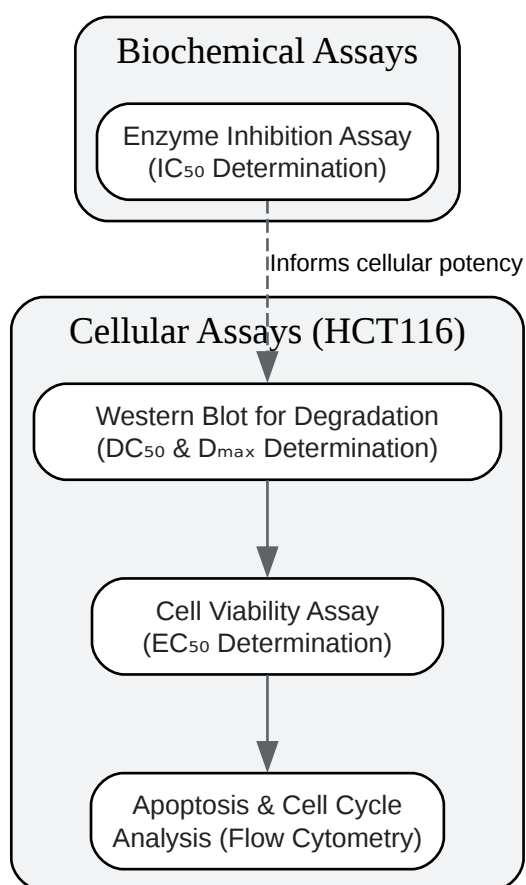 Biochemical Assays
Enzyme Inhibition Assay
(IC₅₀ Determination)
Informs cellular potency
Cellular Assays (HCT116)
Western Blot for Degradation
(DC₅₀ & Dₘₐₓ Determination)
Cell Viability Assay
(EC₅₀ Determination)
Apoptosis & Cell Cycle
Analysis (Flow Cytometry)